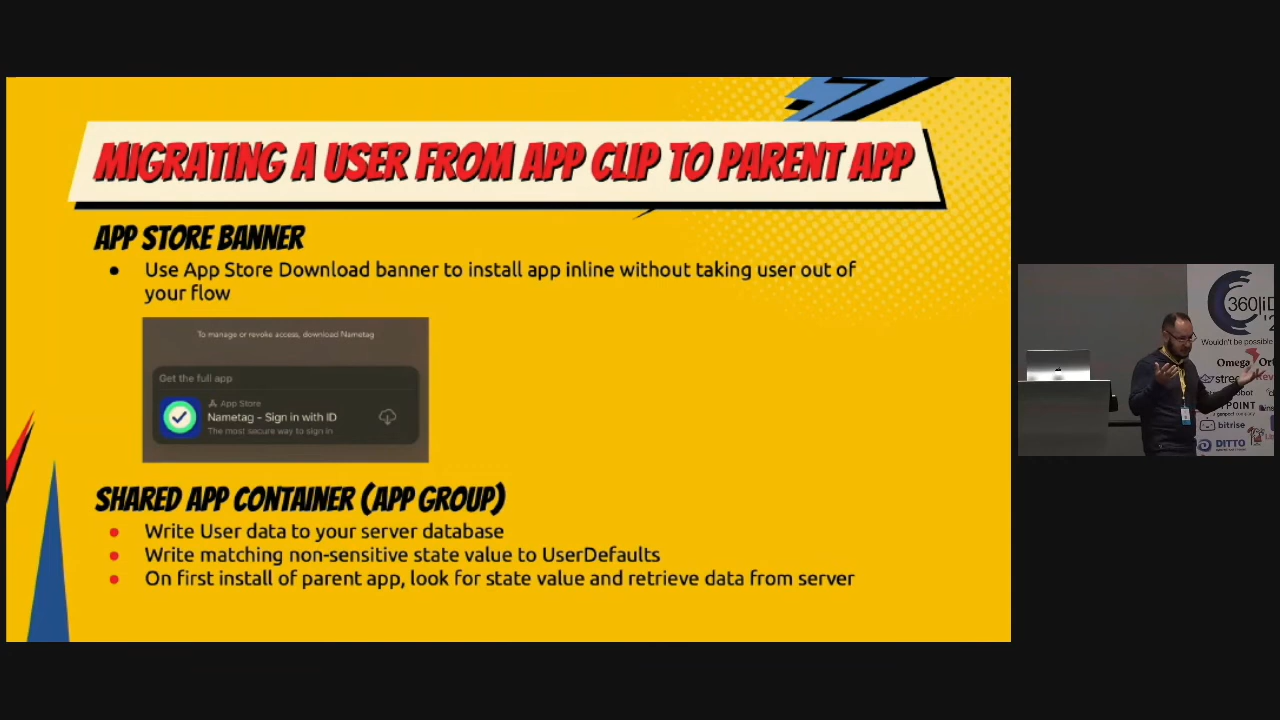 MIGRATING A USER FROM APP CLIP TO PARENT APP
APP STORE BANNER
● Use App Store Download banner to install app inline without taking user out of
your flow
To manage or revoke access, download Nametag
Get the full app
App Store
Nametag - Sign in with ID
The most secure way to sign in
SHARED APP CONTAINER (APP GROUP)
● Write User data to your server database
● Write matching non-sensitive state value to UserDefaults
● On first install of parent app, look for state value and retrieve data from server
360|iD
Wouldn't be possible
Omega
bitrise
DITTO